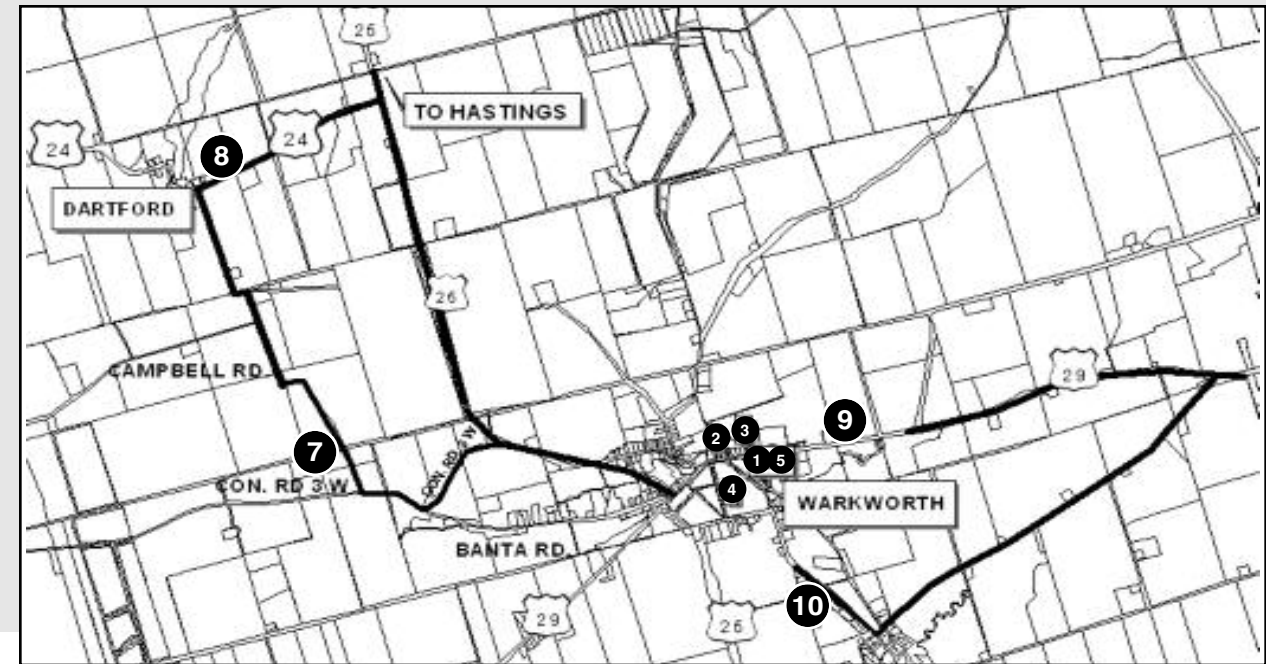 26
TO HASTINGS
24
24
8
DARTFORD
26
CAMPBELL RD.
29
9
3
2
7
CON. RD 3 W
CON. RD 3 W
1
5
4
WARKWORTH
BANTA RD.
10
29
26